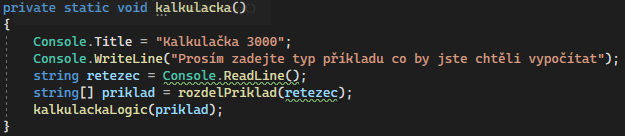 private static void kalkulacka()
{
Console.Title = "Kalkulačka 3000";
Console.WriteLine("Prosím zadejte typ příkladu co by jste chtěli vypočítat");
string retezec = Console.ReadLine();
string[] priklad = rozdelPriklad(retezec);
kalkulackaLogic(priklad);
}